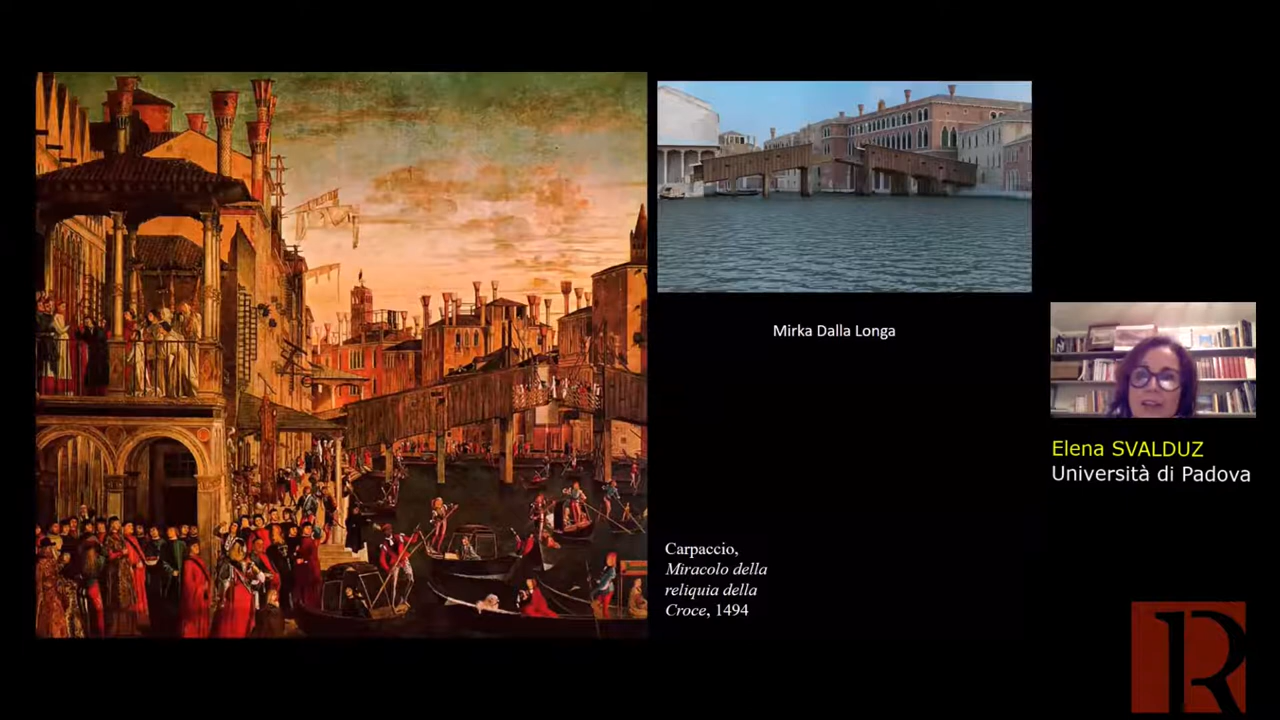 Mirka Dalla Longa
Carpaccio,
Miracolo della
reliquia della
Croce, 1494
Elena SVALDUZ
Università di Padova
R